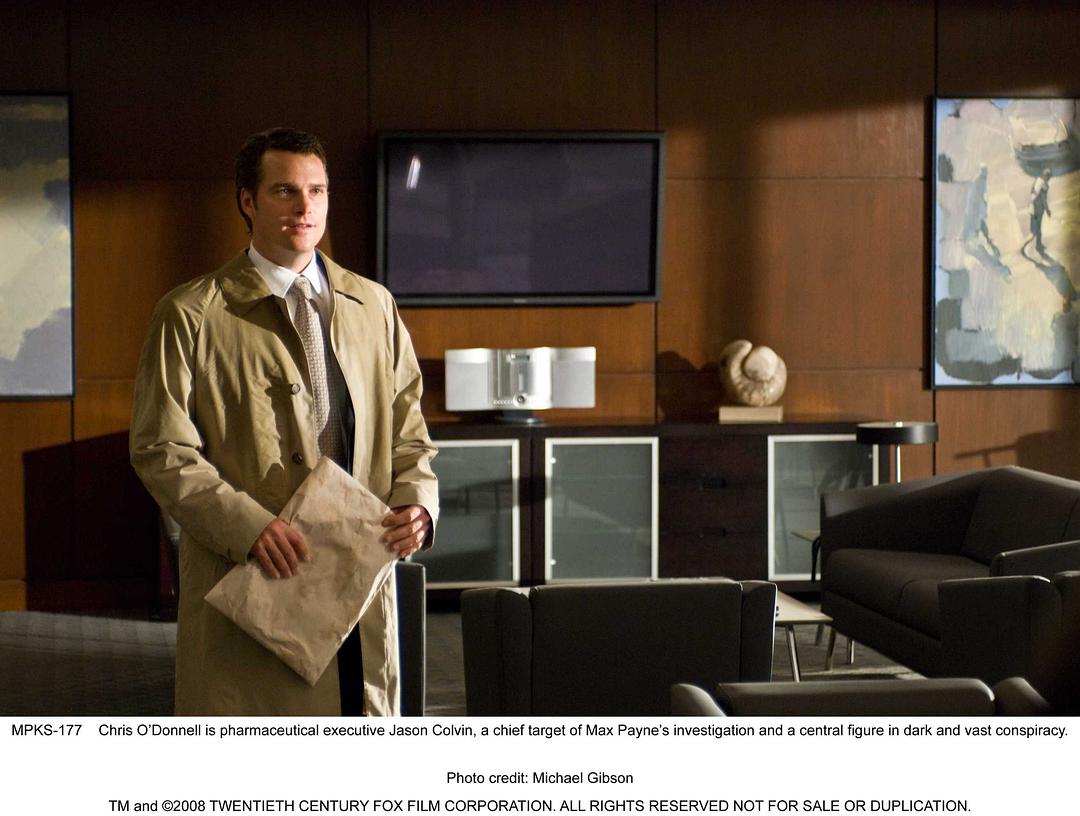 MPKS-177    Chris O’Donnell is pharmaceutical executive Jason Colvin, a chief target of Max Payne’s investigation and a central figure in dark and vast conspiracy.
Photo credit: Michael Gibson
TM and ©2008 TWENTIETH CENTURY FOX FILM CORPORATION. ALL RIGHTS RESERVED NOT FOR SALE OR DUPLICATION.